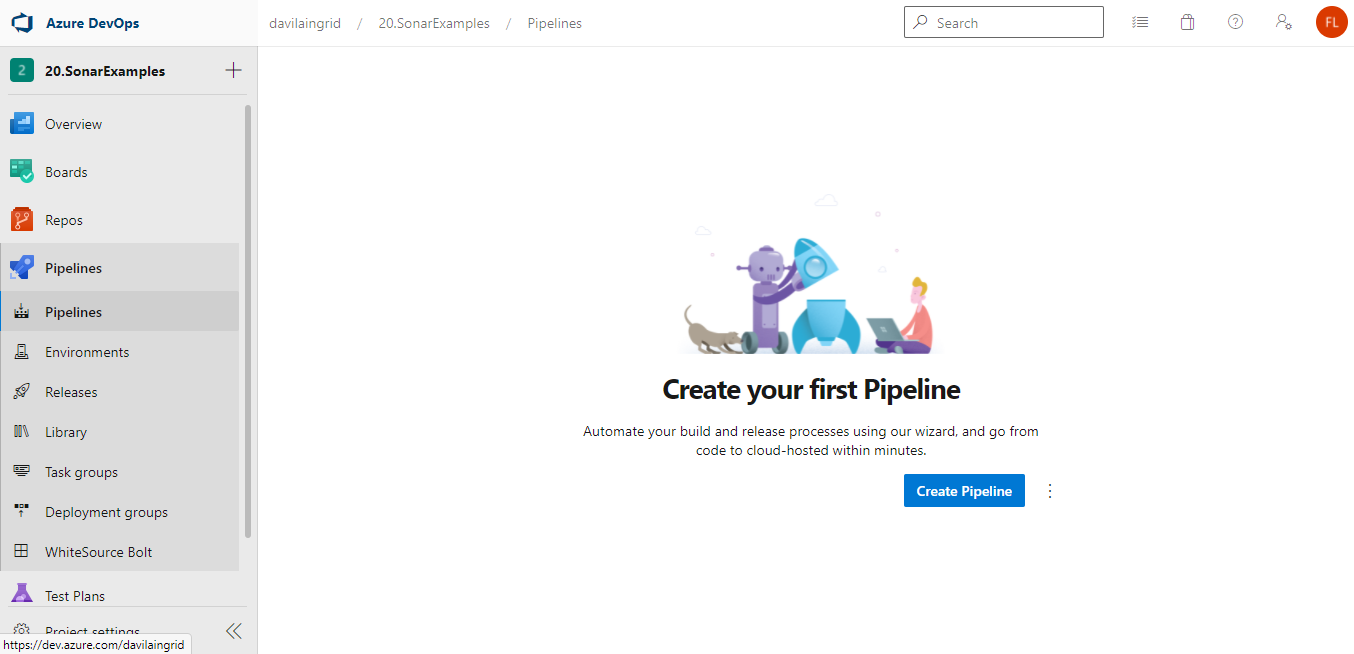 Azure DevOps
davilaingrid / 20.SonarExamples / Pipelines
Search
FL
2 20.SonarExamples
Overview
Boards
Repos
Pipelines
Pipelines
Environments
Releases
Library
Task groups
Deployment groups
WhiteSource Bolt
Test Plans
Project settings
https://dev.azure.com/davilaingrid
Create your first Pipeline
Automate your build and release processes using our wizard, and go from
code to cloud-hosted within minutes.
Create Pipeline